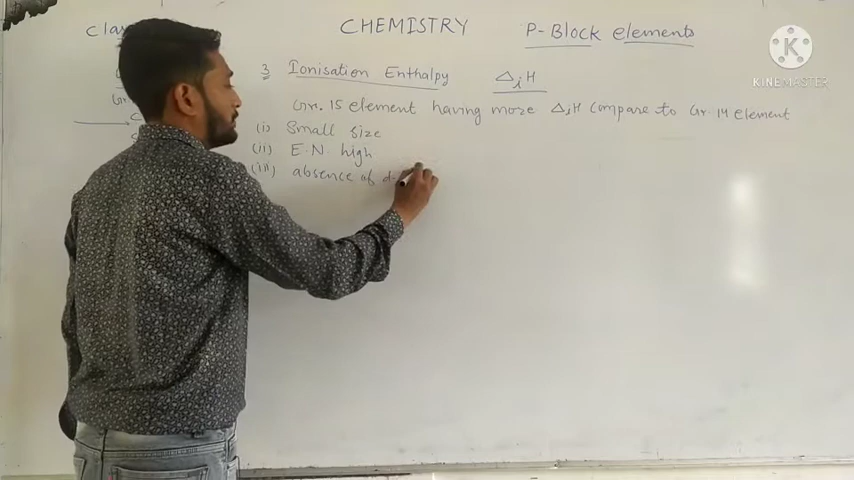 Clas
CHEMISTRY
P-Block elements
3 Ionisation Enthalpy ΔiH
Gr. 15 element having more ΔiH compare to Gr. 14 element
(i) Small size
(ii) E.N. high
(iii) absence of d-
K
KINEMASTER